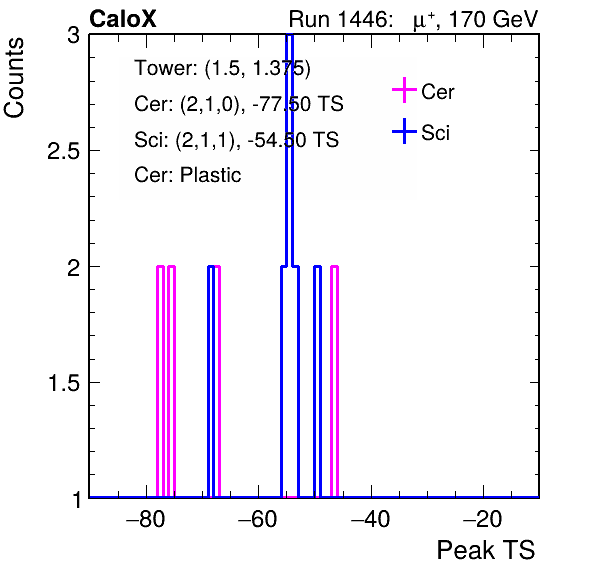 CaloX Run 1446: μ⁺, 170 GeV
Counts
3
Tower: (1.5, 1.375)
Cer: (2,1,0), -77.50 TS
Sci: (2,1,1), -54.50 TS
Cer: Plastic
Cer
Sci
2.5
2
1.5
1
−80 −60 −40 −20
Peak TS